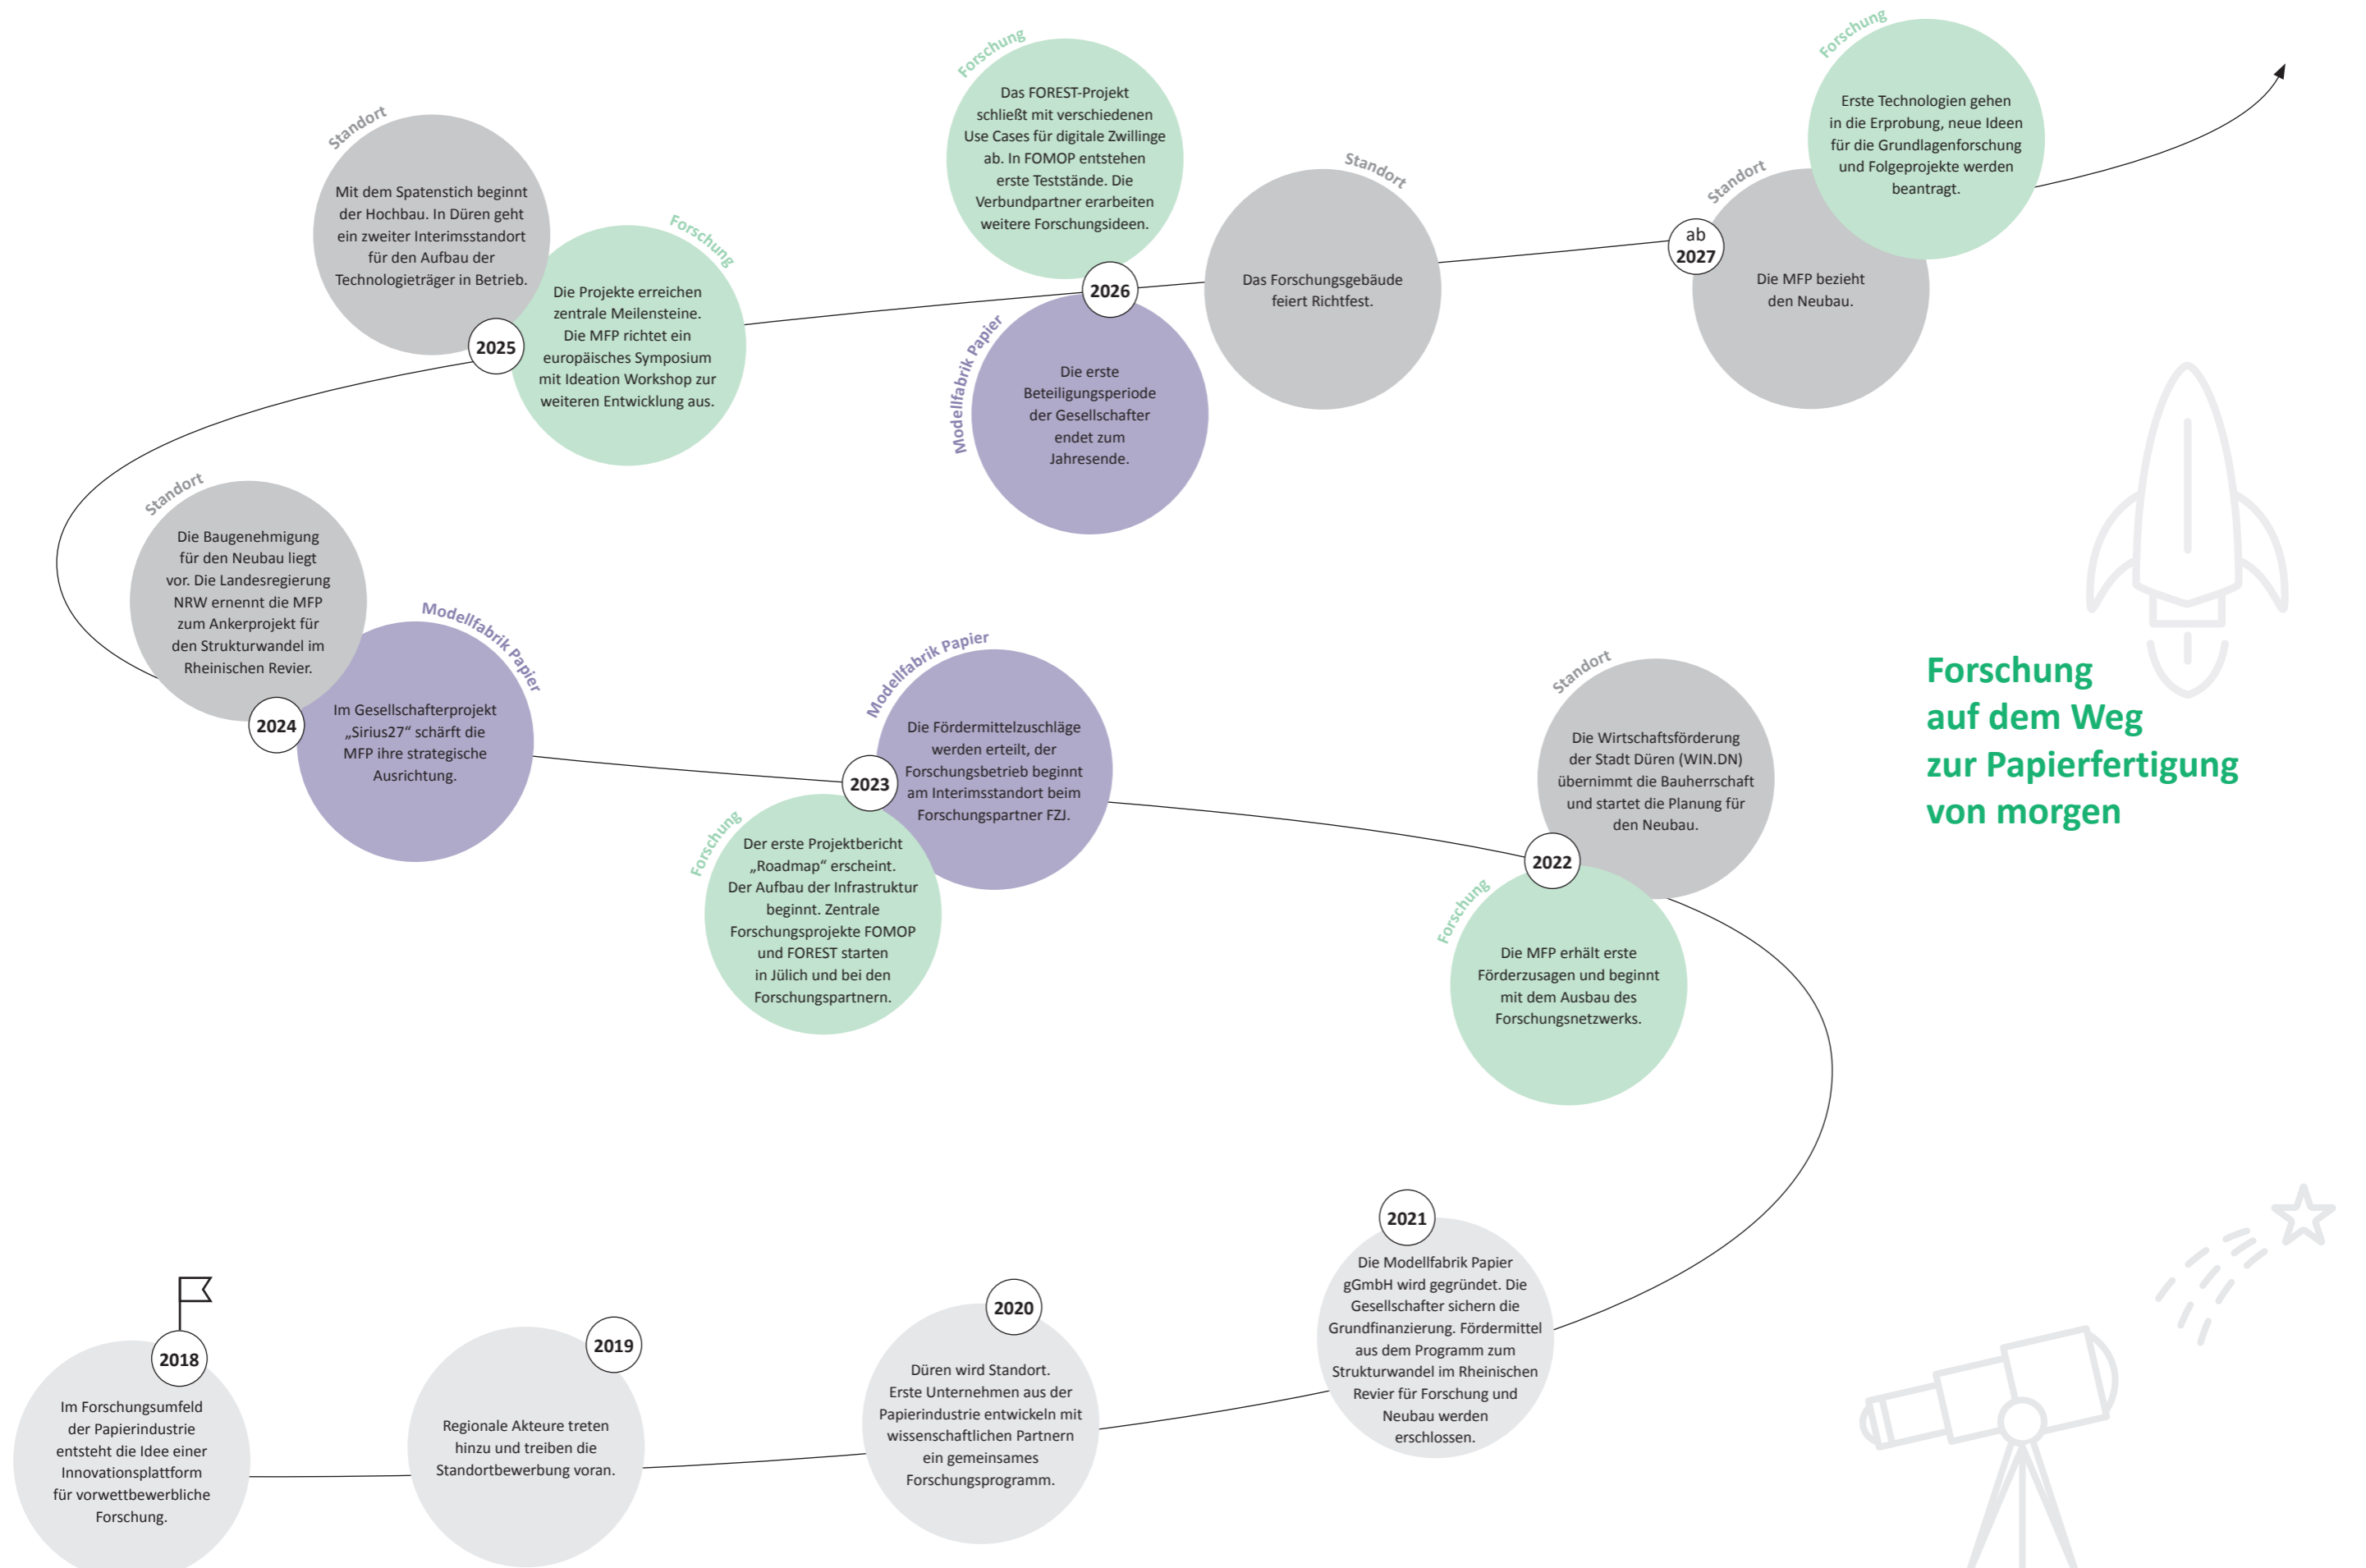 Forschung
auf dem Weg
zur Papierfertigung
von morgen
2018
Im Forschungsumfeld
der Papierindustrie
entsteht die Idee einer
Innovationsplattform
für vorwettbewerbliche
Forschung.
2019
Regionale Akteure treten
hinzu und treiben die
Standortbewerbung voran.
2020
Düren wird Standort.
Erste Unternehmen aus der
Papierindustrie entwickeln mit
wissenschaftlichen Partnern
ein gemeinsames
Forschungsprogramm.
2021
Die Modellfabrik Papier
gGmbH wird gegründet. Die
Gesellschafter sichern die
Grundfinanzierung. Fördermittel
aus dem Programm zum
Strukturwandel im Rheinischen
Revier für Forschung und
Neubau werden
erschlossen.
2022
Standort
Die Wirtschaftsförderung
der Stadt Düren (WIN.DN)
übernimmt die Bauherrschaft
und startet die Planung für
den Neubau.
Forschung
Die MFP erhält erste
Förderzusagen und beginnt
mit dem Ausbau des
Forschungsnetzwerks.
2023
Modellfabrik Papier
Die Fördermittelzuschläge
werden erteilt, der
Forschungsbetrieb beginnt
am Interimsstandort beim
Forschungspartner FZJ.
Forschung
Der erste Projektbericht
„Roadmap“ erscheint.
Der Aufbau der Infrastruktur
beginnt. Zentrale
Forschungsprojekte FOMOP
und FOREST starten
in Jülich und bei den
Forschungspartnern.
2024
Standort
Die Baugenehmigung
für den Neubau liegt
vor. Die Landesregierung
NRW ernennt die MFP
zum Ankerprojekt für
den Strukturwandel im
Rheinischen Revier.
Modellfabrik Papier
Im Gesellschafterprojekt
„Sirius27“ schärft die
MFP ihre strategische
Ausrichtung.
2025
Standort
Mit dem Spatenstich beginnt
der Hochbau. In Düren geht
ein zweiter Interimsstandort
für den Aufbau der
Technologieträger in Betrieb.
Forschung
Die Projekte erreichen
zentrale Meilensteine.
Die MFP richtet ein
europäisches Symposium
mit Ideation Workshop zur
weiteren Entwicklung aus.
2026
Forschung
Das FOREST-Projekt
schließt mit verschiedenen
Use Cases für digitale Zwillinge
ab. In FOMOP entstehen
erste Teststände. Die
Verbundpartner erarbeiten
weitere Forschungsideen.
Modellfabrik Papier
Die erste
Beteiligungsperiode
der Gesellschafter
endet zum
Jahresende.
Standort
Das Forschungsgebäude
feiert Richtfest.
ab
2027
Standort
Die MFP bezieht
den Neubau.
Forschung
Erste Technologien gehen
in die Erprobung, neue Ideen
für die Grundlagenforschung
und Folgeprojekte werden
beantragt.